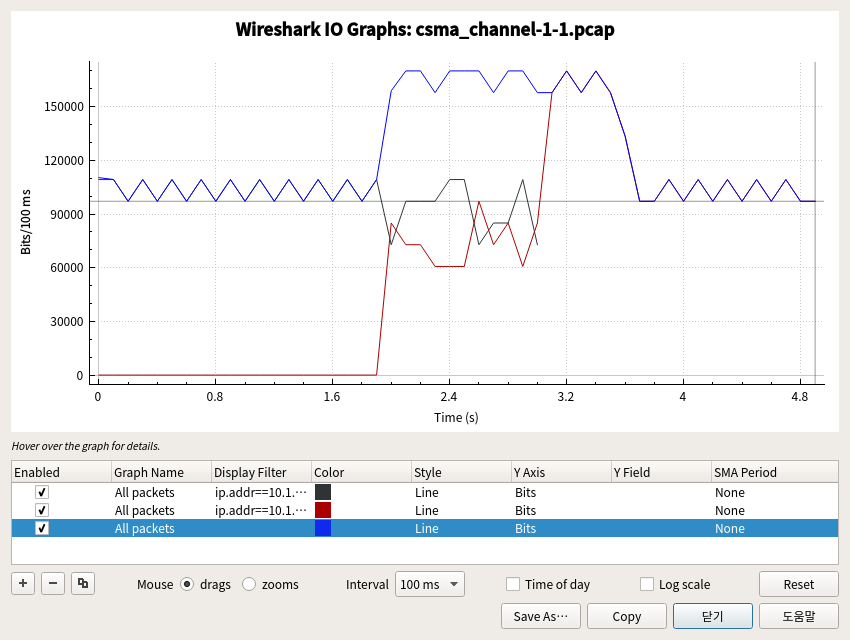 Wireshark IO Graphs: csma_channel-1-1.pcap
Bits/100 ms
150000
120000
90000
60000
30000
0
0 0.8 1.6 2.4 3.2 4 4.8
Time (s)
Hover over the graph for details.
Enabled Graph Name Display Filter Color Style Y Axis Y Field SMA Period
All packets ip.addr==10.1.⋯ Line Bits None
All packets ip.addr==10.1.⋯ Line Bits None
All packets Line Bits None
Mouse drags zooms Interval 100 ms Time of day Log scale Reset
Save As⋯ Copy 닫기 도움말